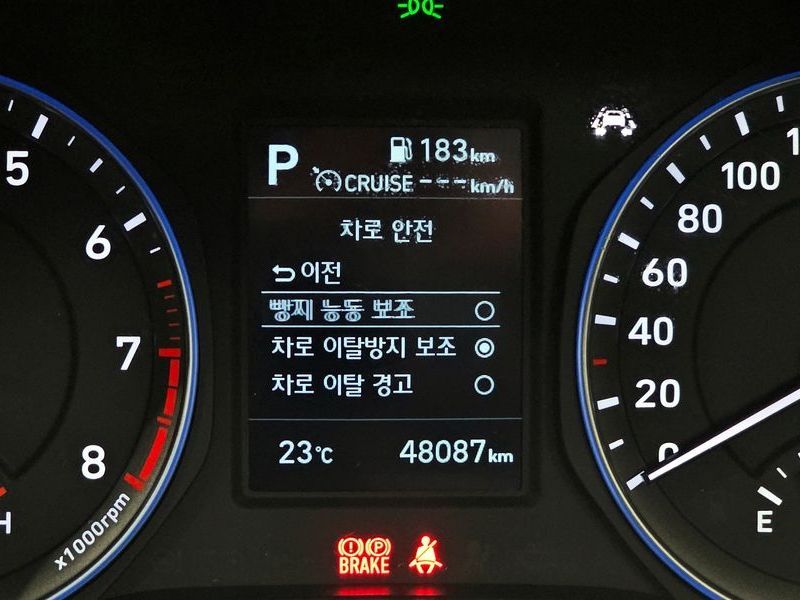 P
183km
CRUISE --- km/h
차로 안전
이전
능동 보조
차로 이탈방지 보조
차로 이탈 경고
23℃
48087km
5
6
7
8
x1000rpm
H
100
80
60
40
20
0
E
BRAKE